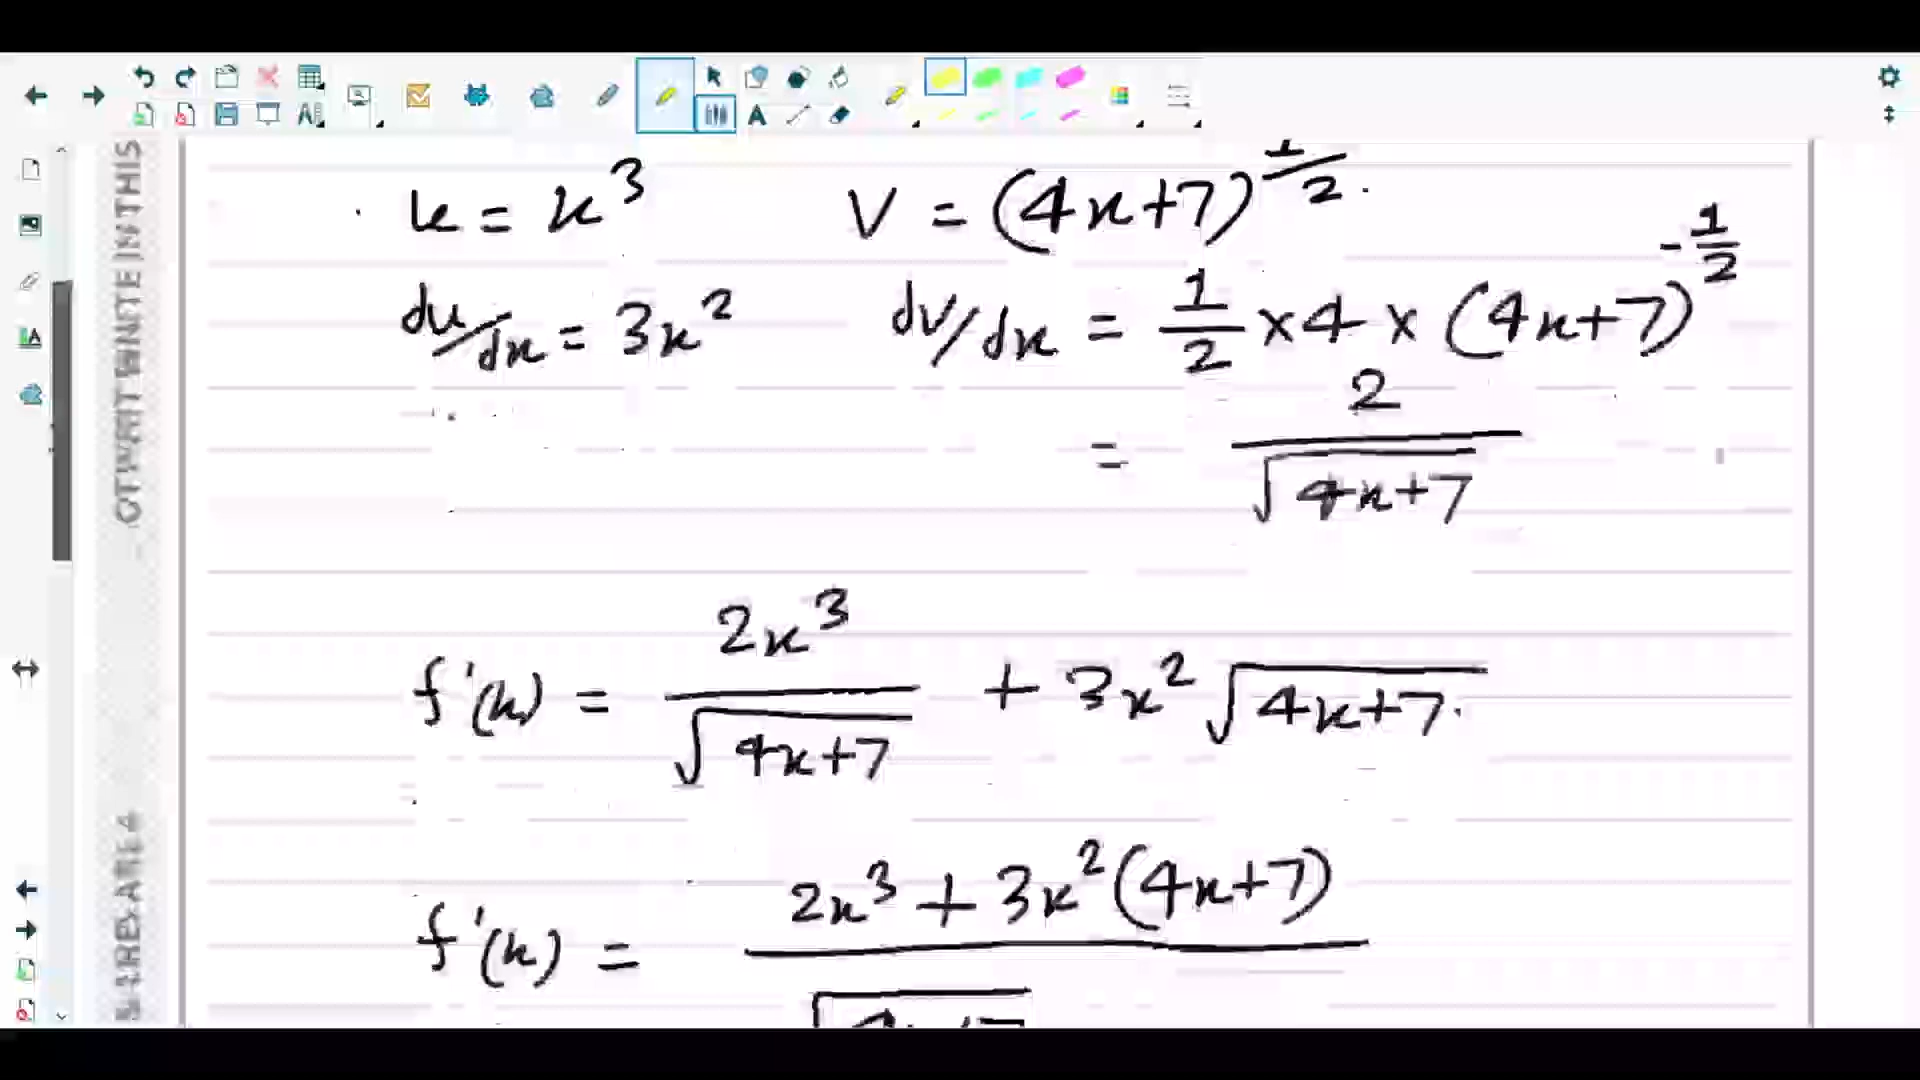 u = x³ V = (4x+7)^1/2.
du/dx = 3x² dv/dx = 1/2 × 4 × (4x+7)^-1/2
= 2/√(4x+7)
f'(x) = 2x³/√(4x+7) + 3x²√(4x+7).
f'(x) = 2x³ + 3x²(4x+7)